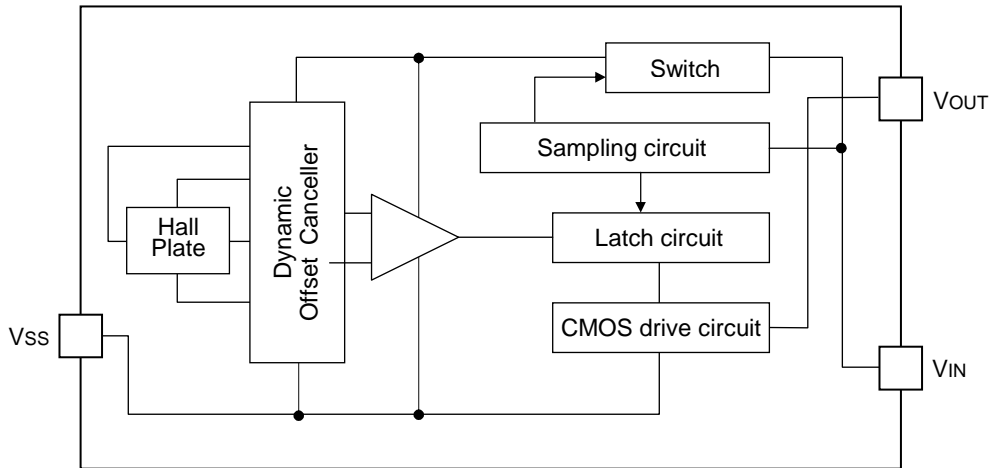 Switch
VOUT
Sampling circuit
Hall
Plate
Dynamic
Offset Canceller
Latch circuit
CMOS drive circuit
VSS
VIN